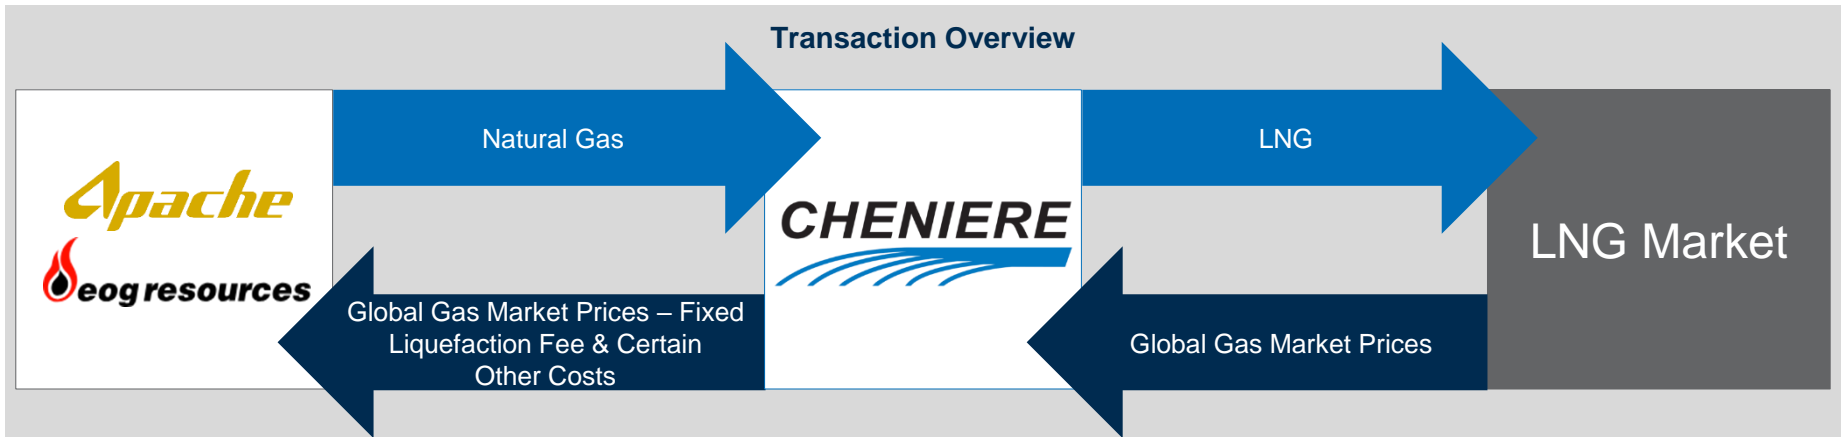 Transaction Overview
Natural Gas
LNG
Apache
eog resources
CHENIERE
LNG Market
Global Gas Market Prices – Fixed
Liquefaction Fee & Certain
Other Costs
Global Gas Market Prices